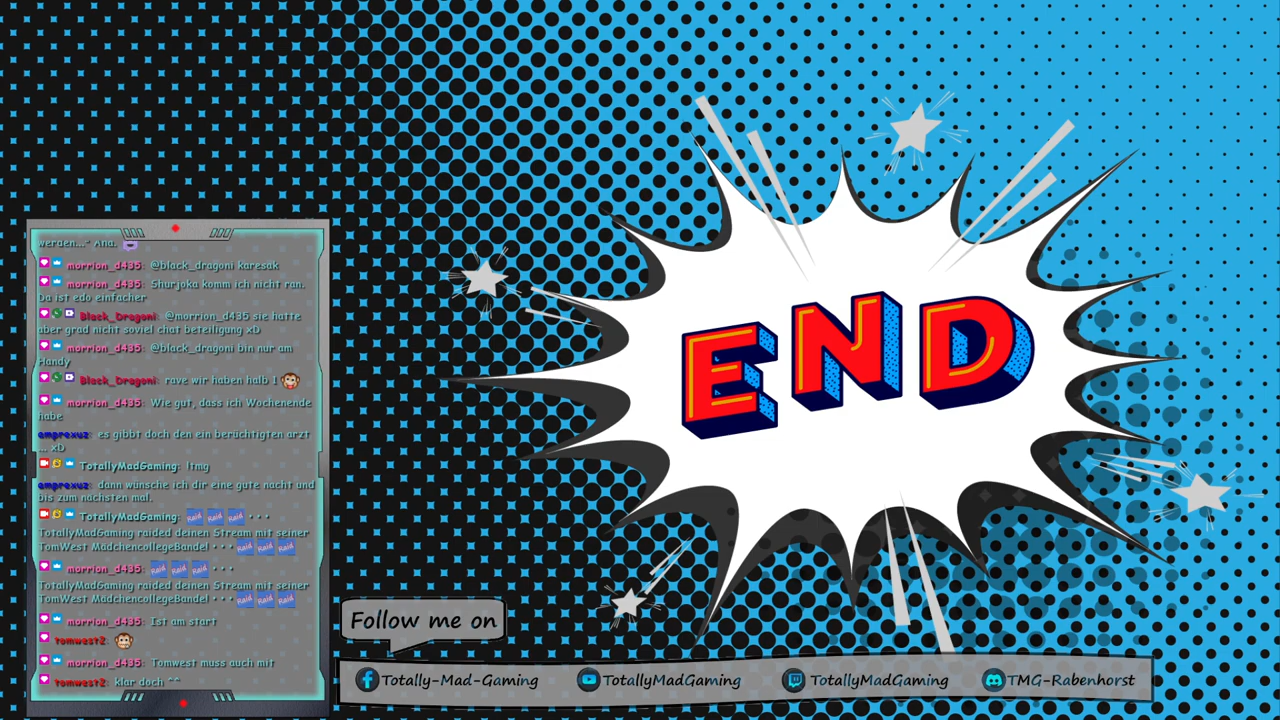 werden..." Ana.
morrion_d435: @black_dragoni karesak
morrion_d435: Shurjoka komm ich nicht ran.
Da ist edo einfacher
Black_Dragoni: @morrion_d435 sie hatte
aber grad nicht soviel chat beteiligung xD
morrion_d435: @black_dragoni bin nur am
Handy
Black_Dragoni: rave wir haben halb 1
morrion_d435: Wie gut, dass ich Wochenende
habe
amproxuz: es gibbt doch den ein berüchtigten arzt
... xD
TotallyMadGaming: !tmg
amproxuz: dann wünsche ich dir eine gute nacht und
bis zum nächsten mal.
TotallyMadGaming: Raid Raid Raid • • •
TotallyMadGaming raided deinen Stream mit seiner
TomWest MädchencollegeBande! • • • Raid Raid Raid
morrion_d435: Raid Raid Raid • • •
TotallyMadGaming raided deinen Stream mit seiner
TomWest MädchencollegeBande! • • • Raid Raid Raid
morrion_d435: Ist am start
tomwest2:
morrion_d435: Tomwest muss auch mit
tomwest2: klar doch ^^
END
Follow me on
Totally-Mad-Gaming TotallyMadGaming TotallyMadGaming TMG-Rabenhorst